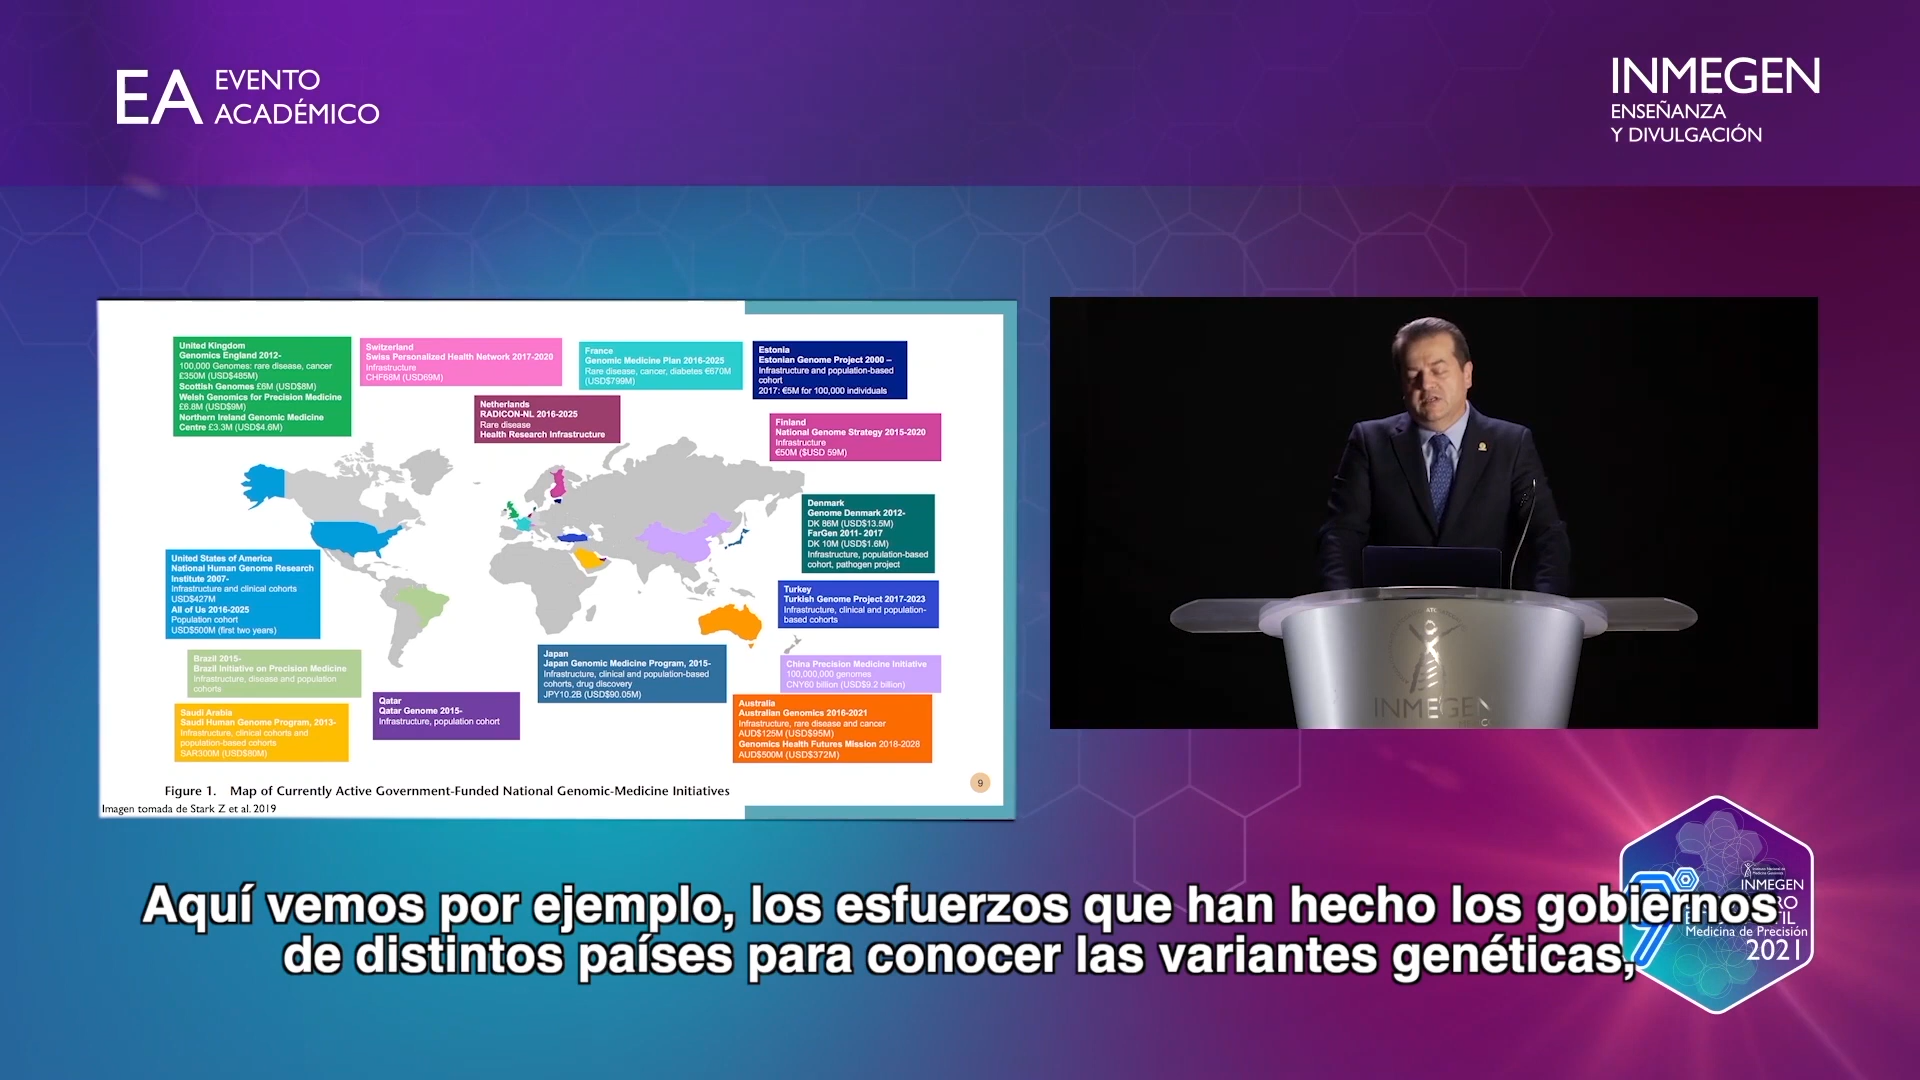 EA EVENTO
ACADÉMICO
INMEGEN
ENSEÑANZA
Y DIVULGACIÓN
United Kingdom
Genomics England 2012-
100,000 Genomes: rare disease, cancer
£350M (USD$485M)
Scottish Genomes £6M (USD$8M)
Welsh Genomics for Precision Medicine
£6.8M (USD$9M)
Northern Ireland Genomic Medicine
Centre £3.3M (USD$4.6M)
Switzerland
Swiss Personalized Health Network 2017-2020
Infrastructure
CHF68M (USD69M)
France
Genomic Medicine Plan 2016-2025
Rare disease, cancer, diabetes €670M
(USD$799M)
Estonia
Estonian Genome Project 2000 –
Infrastructure and population-based
cohort
2017: €5M for 100,000 individuals
Netherlands
RADICON-NL 2016-2025
Rare disease
Health Research Infrastructure
Finland
National Genome Strategy 2015-2020
Infrastructure
€50M ($USD 59M)
Denmark
Genome Denmark 2012-
DK 86M (USD$13.5M)
FarGen 2011- 2017
DK 10M (USD$1.6M)
Infrastructure, population-based
cohort, pathogen project
United States of America
National Human Genome Research
Institute 2007-
Infrastructure and clinical cohorts
USD$427M
All of Us 2016-2025
Population cohort
USD$500M (first two years)
Turkey
Turkish Genome Project 2017-2023
Infrastructure, clinical and population-
based cohorts
Brazil 2015-
Brazil Initiative on Precision Medicine
Infrastructure, disease and population
cohorts
Japan
Japan Genomic Medicine Program, 2015-
Infrastructure, clinical and population-based
cohorts, drug discovery
JPY10.2B (USD$90.05M)
China Precision Medicine Initiative
100,000,000 genomes
CNY60 billion (USD$9.2 billion)
Saudi Arabia
Saudi Human Genome Program, 2013-
Infrastructure, clinical cohorts and
population-based cohorts
SAR300M (USD$80M)
Qatar
Qatar Genome 2015-
Infrastructure, population cohort
Australia
Australian Genomics 2016-2021
Infrastructure, rare disease and cancer
AUD$125M (USD$95M)
Genomics Health Futures Mission 2018-2028
AUD$500M (USD$372M)
9
Figure 1. Map of Currently Active Government-Funded National Genomic-Medicine Initiatives
Imagen tomada de Stark Z et al. 2019
INMEGEN
INMEGEN
Medicina de Precisión
2021
Aquí vemos por ejemplo, los esfuerzos que han hecho los gobiernos
de distintos países para conocer las variantes genéticas,